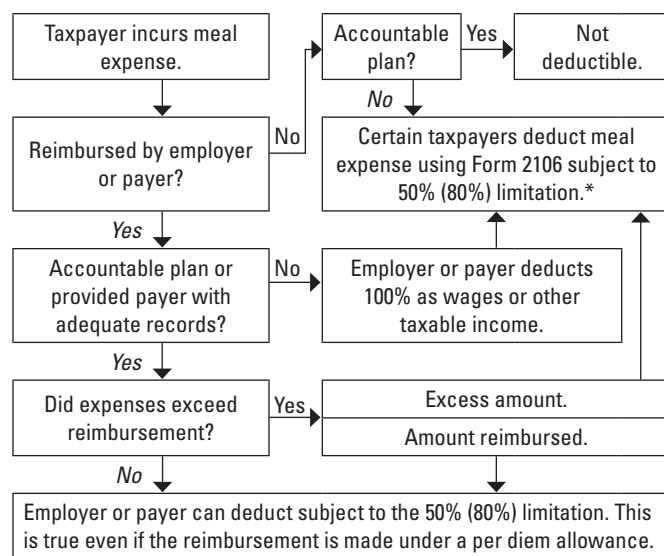 Taxpayer incurs meal
expense.
Accountable
plan?
Yes
Not
deductible.
No
No
Reimbursed by employer
or payer?
Certain taxpayers deduct meal
expense using Form 2106 subject to
50% (80%) limitation.*
Yes
Accountable plan or
provided payer with
adequate records?
No
Employer or payer deducts
100% as wages or other
taxable income.
Yes
Did expenses exceed
reimbursement?
Yes
Excess amount.
Amount reimbursed.
No
Employer or payer can deduct subject to the 50% (80%) limitation. This
is true even if the reimbursement is made under a per diem allowance.